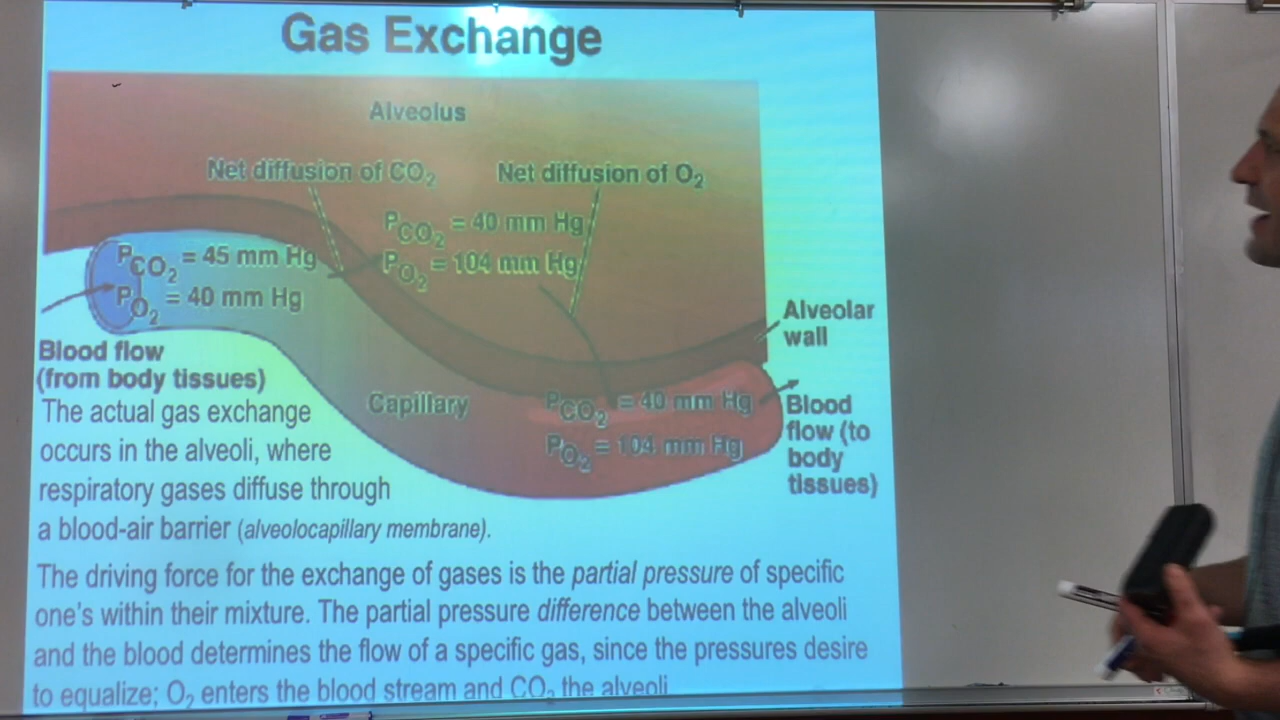 Gas Exchange
Alveolus
Net diffusion of CO₂
Net diffusion of O₂
PCO₂ = 40 mm Hg
PO₂ = 104 mm Hg
PCO₂ = 45 mm Hg
PO₂ = 40 mm Hg
Alveolar
wall
Blood flow
(from body tissues)
Capillary
PCO₂ = 40 mm Hg
PO₂ = 104 mm Hg
Blood
flow (to
body
tissues)
The actual gas exchange
occurs in the alveoli, where
respiratory gases diffuse through
a blood-air barrier (alveolocapillary membrane).
The driving force for the exchange of gases is the partial pressure of specific
one's within their mixture. The partial pressure difference between the alveoli
and the blood determines the flow of a specific gas, since the pressures desire
to equalize; O₂ enters the blood stream and CO₂ the alveoli